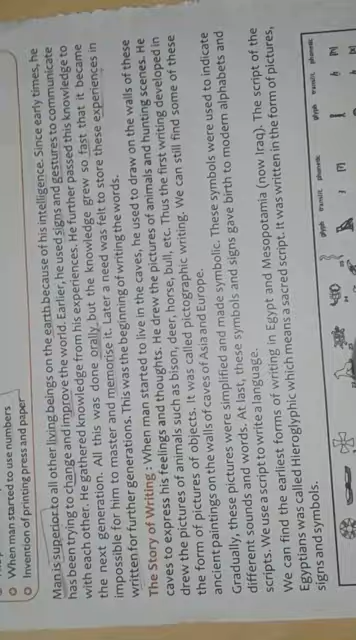 When man started to use numbers
Invention of printing press and paper
Man is superior to all other living beings on the earth because of his intelligence. Since early times, he
has been trying to change and improve the world. Earlier, he used signs and gestures to communicate
with each other. He gathered knowledge from his experiences. He further passed this knowledge to
the next generation. All this was done orally but the knowledge grew so fast that it became
impossible for him to master and memorise it. Later a need was felt to store these experiences in
written for further generations. This was the beginning of writing the words.
The Story of Writing : When man started to live in the caves, he used to draw on the walls of these
caves to express his feelings and thoughts. He drew the pictures of animals and hunting scenes. He
drew the pictures of animals such as bison, deer, horse, bull, etc. Thus the first writing developed in
the form of pictures of objects. It was called pictographic writing. We can still find some of these
ancient paintings on the walls of caves of Asia and Europe.
Gradually, these pictures were simplified and made symbolic. These symbols were used to indicate
different sounds and words. At last, these symbols and signs gave birth to modern alphabets and
scripts. We use a script to write a language.
We can find the earliest forms of writing in Egypt and Mesopotamia (now Iraq). The script of the
Egyptians was called Hieroglyphic which means a sacred script. It was written in the form of pictures,
signs and symbols.
glyph translit. phonetic glyph translit. phonetic